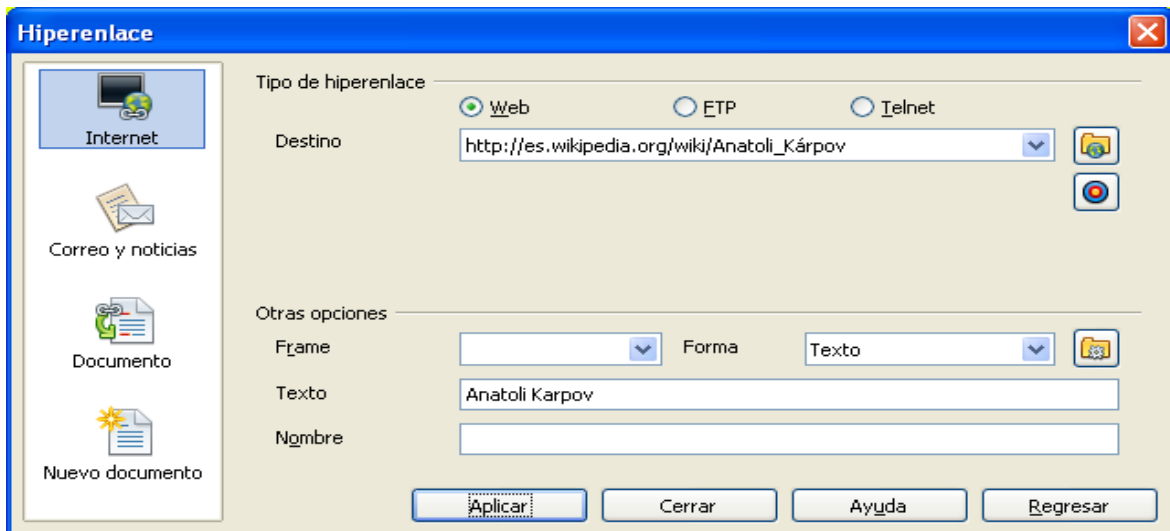 Hiperenlace
Internet
Correo y noticias
Documento
Nuevo documento
Tipo de hiperenlace
Web FTP Telnet
Destino http://es.wikipedia.org/wiki/Anatoli_Kárpov
Otras opciones
Frame Forma Texto
Texto Anatoli Karpov
Nombre
Aplicar Cerrar Ayuda Regresar